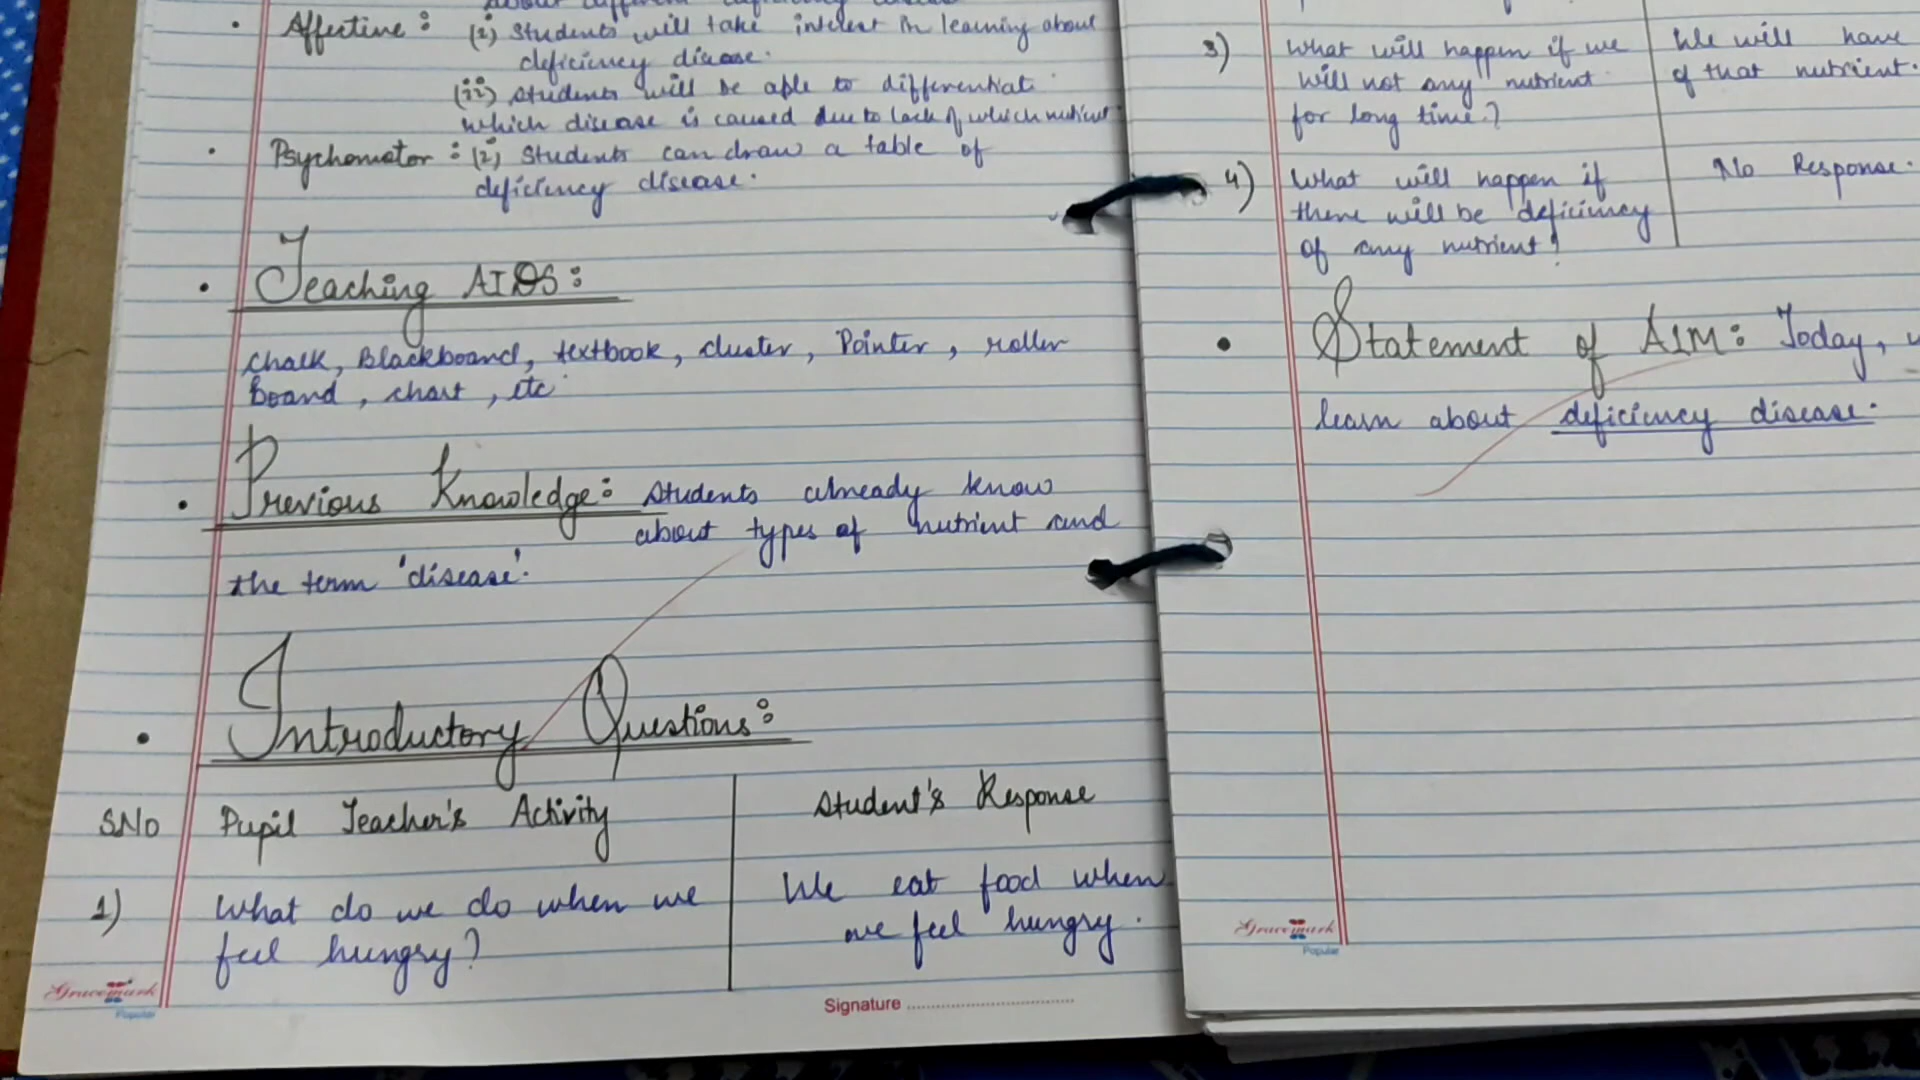 • Affective : (i) Students will take interest in learning about
deficiency disease.
(ii) students will be able to differentiat
which disease is caused due to lack of which nutrient
• Psychomotor : (i) Students can draw a table of
deficiency disease.
• Teaching AIDS:
Chalk, Blackboard, textbook, duster, Pointer, roller
board, chart, etc
• Previous Knowledge: students already know
about types of nutrient and
the term 'disease'.
• Introductory Questions:
SNo Pupil Teacher's Activity Student's Response
1) What do we do when we We eat food when
feel hungry? we feel hungry.
Gracemark
Popular
Signature
3) What will happen if we We will have
will not any nutrient of that nutrient.
for long time?
4) What will happen if No Response.
there will be deficiency
of any nutrient?
• Statement of AIM: Today,
learn about deficiency disease.
Gracemark
Popular